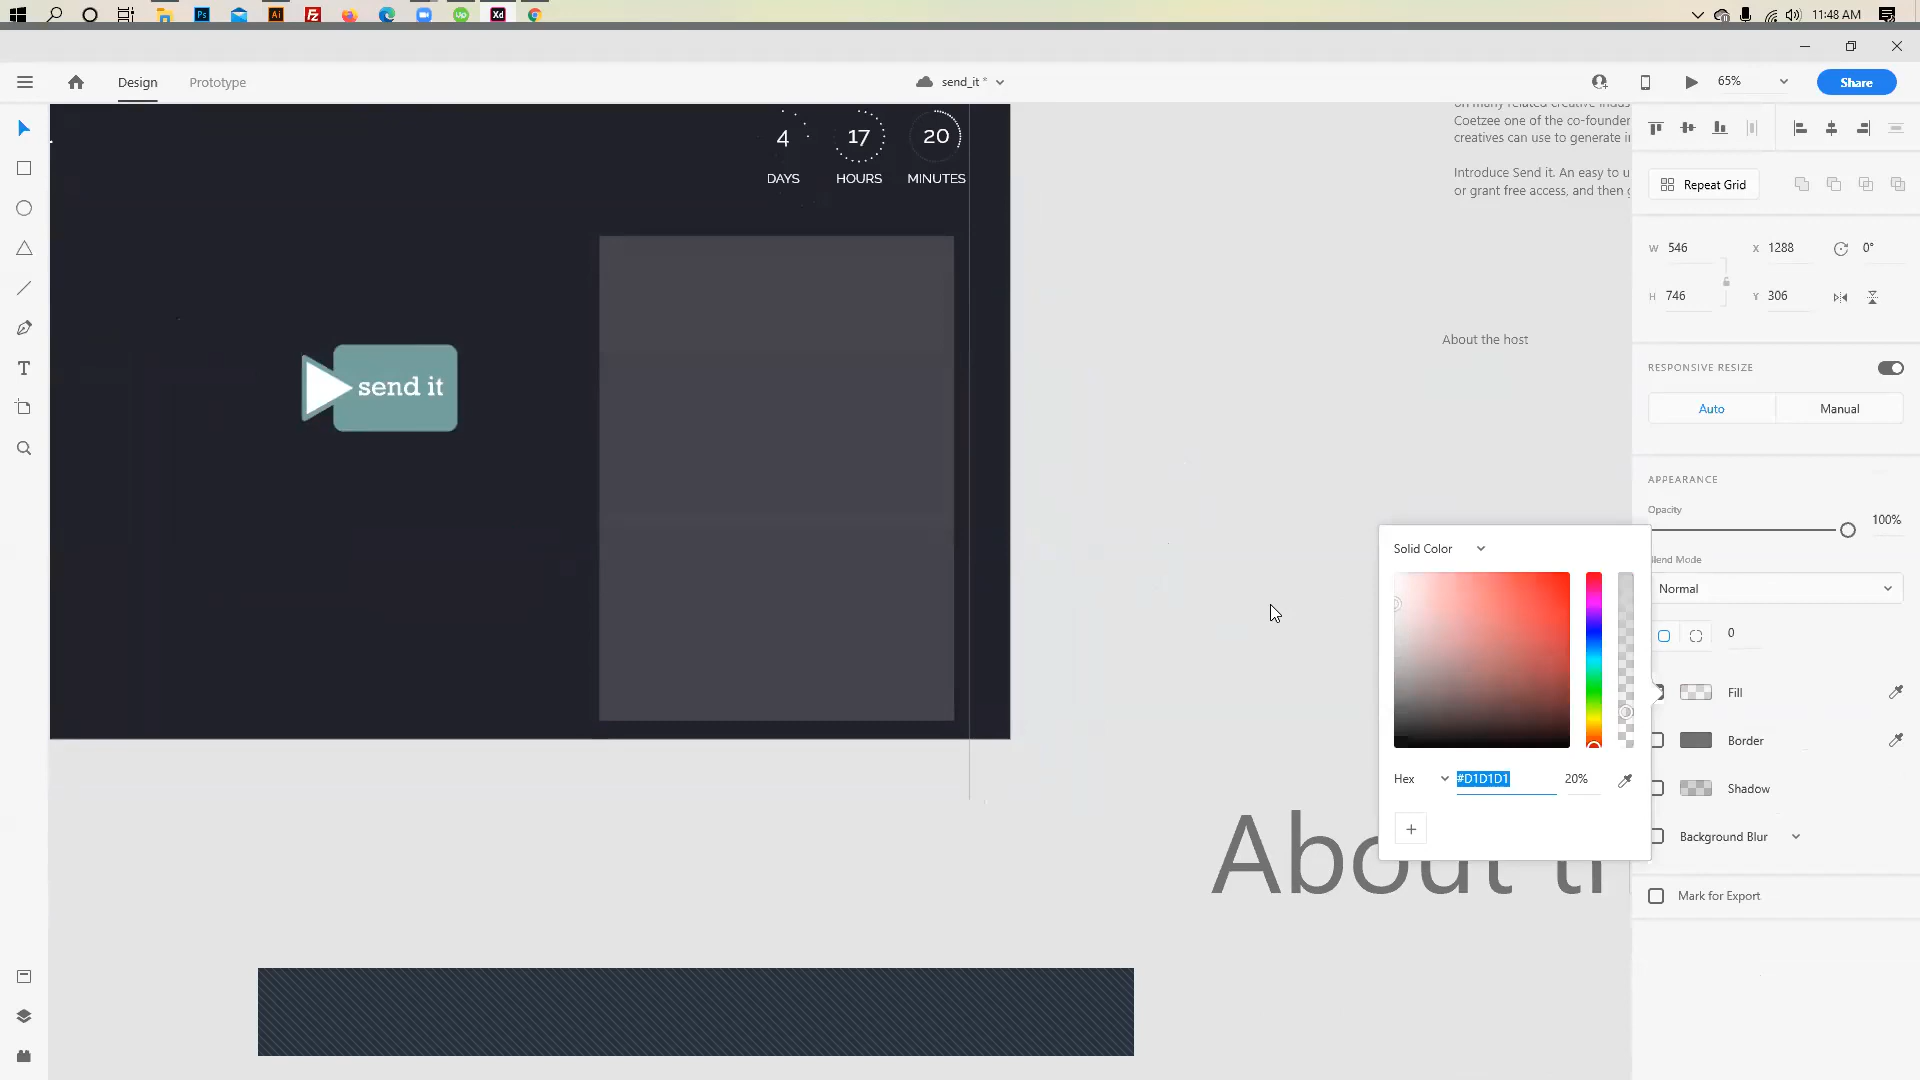 11:48 AM
Design
Prototype
send_it *
65%
Share
on many related creative indus
Coetzee one of the co-founder
creatives can use to generate in
Introduce Send it. An easy to u
or grant free access, and then g
4
17
20
DAYS
HOURS
MINUTES
send it
About the host
Repeat Grid
W 546
X 1288
0°
H 746
Y 306
RESPONSIVE RESIZE
Auto
Manual
APPEARANCE
Opacity
100%
Blend Mode
Normal
0
Solid Color
Fill
Border
Hex
#D1D1D1
20%
Shadow
Background Blur
Mark for Export